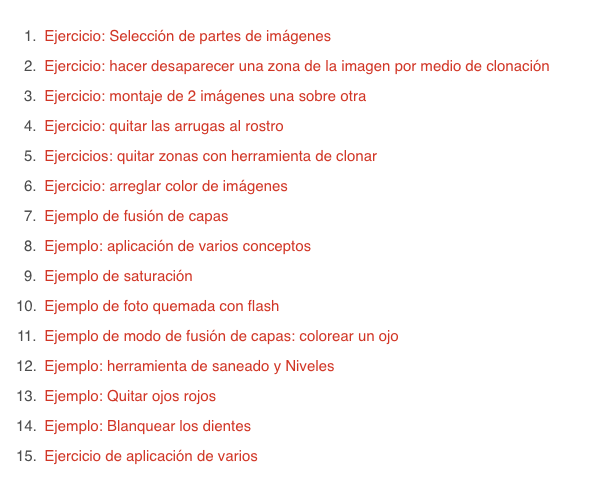 1. Ejercicio: Selección de partes de imágenes
2. Ejercicio: hacer desaparecer una zona de la imagen por medio de clonación
3. Ejercicio: montaje de 2 imágenes una sobre otra
4. Ejercicio: quitar las arrugas al rostro
5. Ejercicios: quitar zonas con herramienta de clonar
6. Ejercicio: arreglar color de imágenes
7. Ejemplo de fusión de capas
8. Ejemplo: aplicación de varios conceptos
9. Ejemplo de saturación
10. Ejemplo de foto quemada con flash
11. Ejemplo de modo de fusión de capas: colorear un ojo
12. Ejemplo: herramienta de saneado y Niveles
13. Ejemplo: Quitar ojos rojos
14. Ejemplo: Blanquear los dientes
15. Ejercicio de aplicación de varios